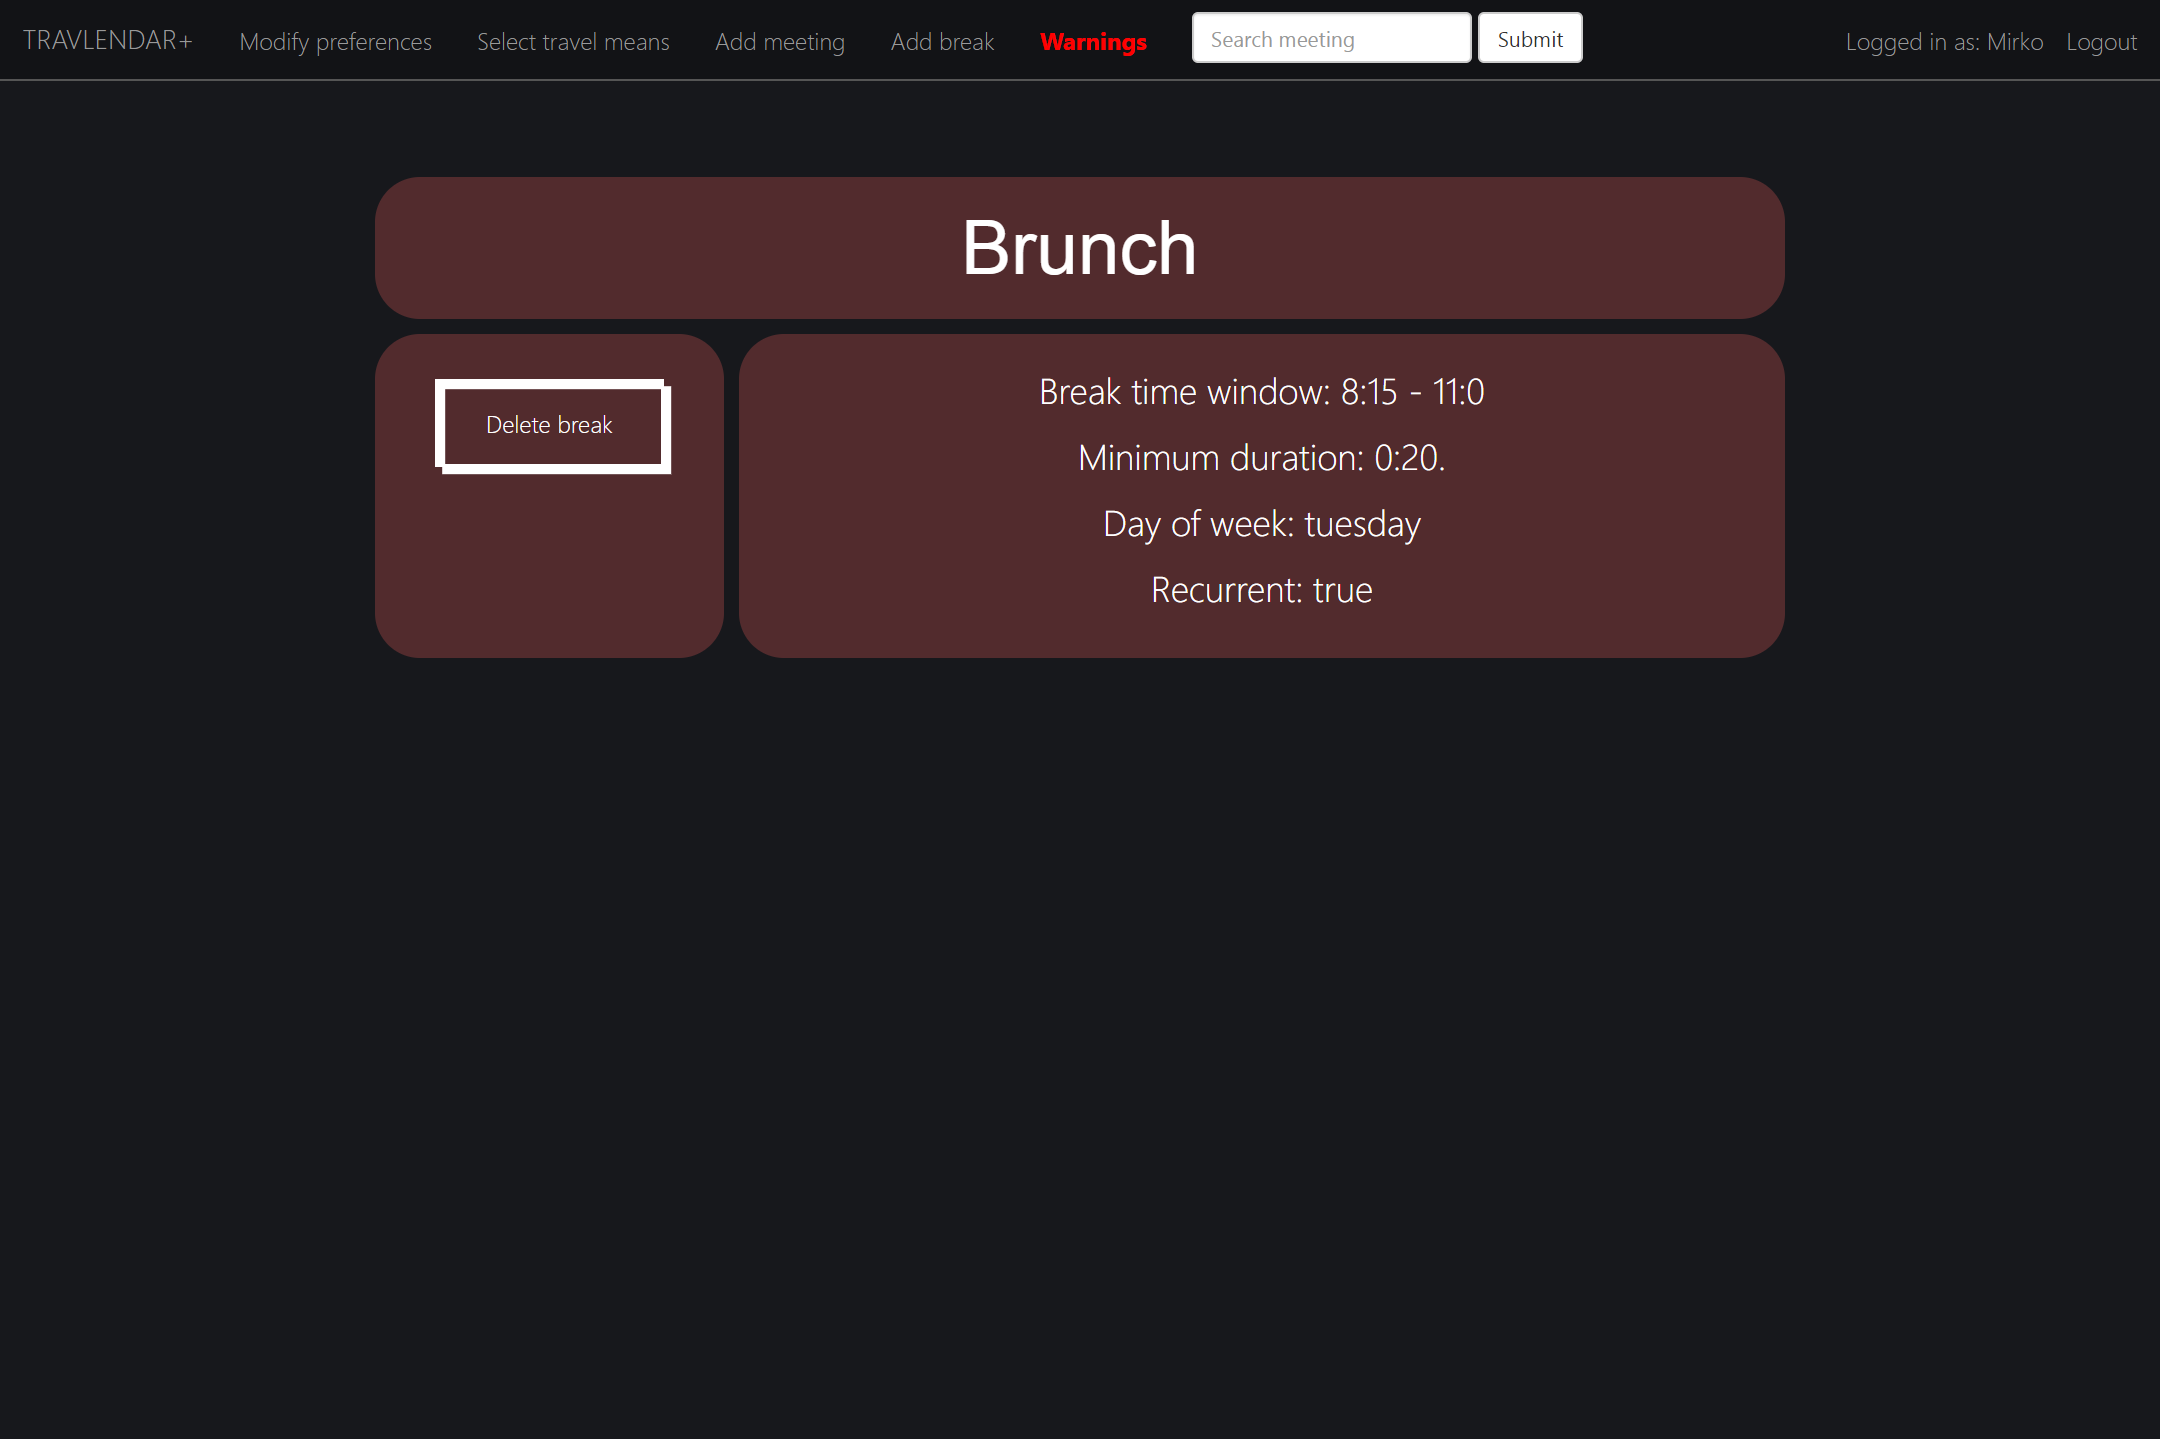 TRAVLENDAR+ Modify preferences Select travel means Add meeting Add break Warnings Search meeting Submit Logged in as: Mirko Logout
Brunch
Delete break
Break time window: 8:15 - 11:0
Minimum duration: 0:20.
Day of week: tuesday
Recurrent: true